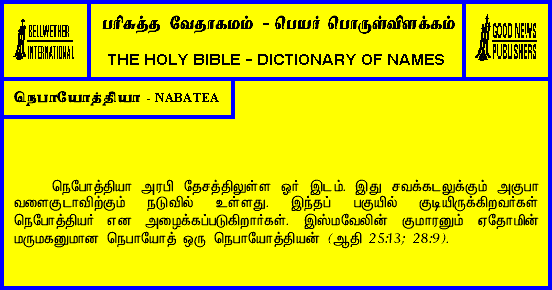 BELLWETHER
INTERNATIONAL
பரிசுத்த வேதாகமம் - பெயர் பொருள்விளக்கம்
THE HOLY BIBLE - DICTIONARY OF NAMES
GOOD NEWS
PUBLISHERS
நெபாயோத்தியா - NABATEA
நெபோத்தியா அரபி தேசத்திலுள்ள ஓர் இடம். இது சவக்கடலுக்கும் அகுபா
வளைகுடாவிற்கும் நடுவில் உள்ளது. இந்தப் பகுயில் குடியிருக்கிறவர்கள்
நெபோத்தியர் என அழைக்கப்படுகிறார்கள். இஸ்மவேலின் குமாரனும் ஏதோமின்
மருமகனுமான நெபாயோத் ஒரு நெபாயோத்தியன் (ஆதி 25:13; 28:9).